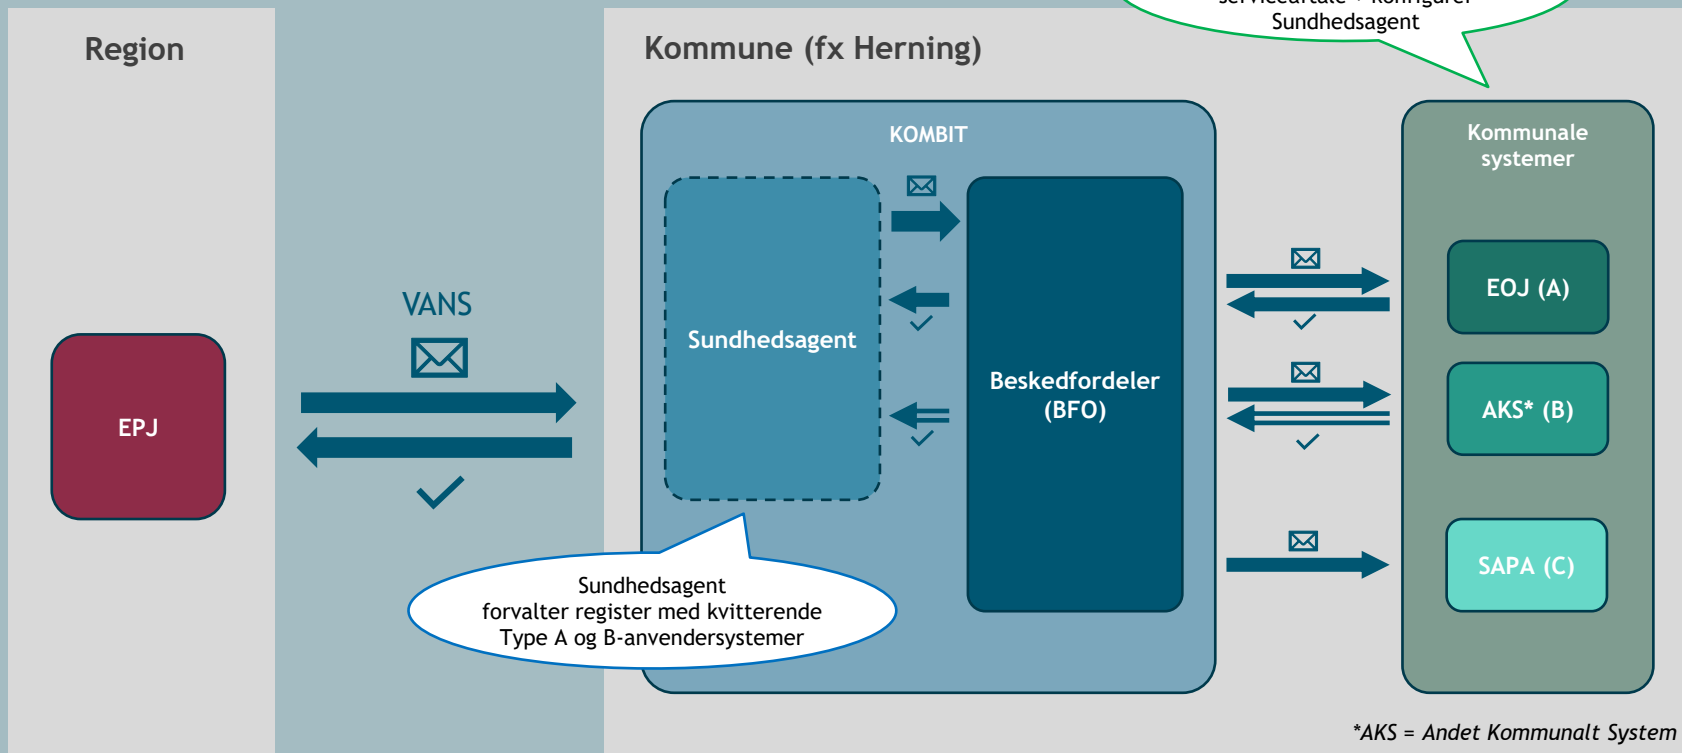 Sundhedsagent
Region
Kommune (fx Herning)
KOMBIT
Kommunale
systemer
VANS
EPJ
Sundhedsagent
Beskedfordeler
(BFO)
EOJ (A)
AKS* (B)
SAPA (C)
Sundhedsagent
forvalter register med kvitterende
Type A og B-anvendersystemer
*AKS = Andet Kommunalt System